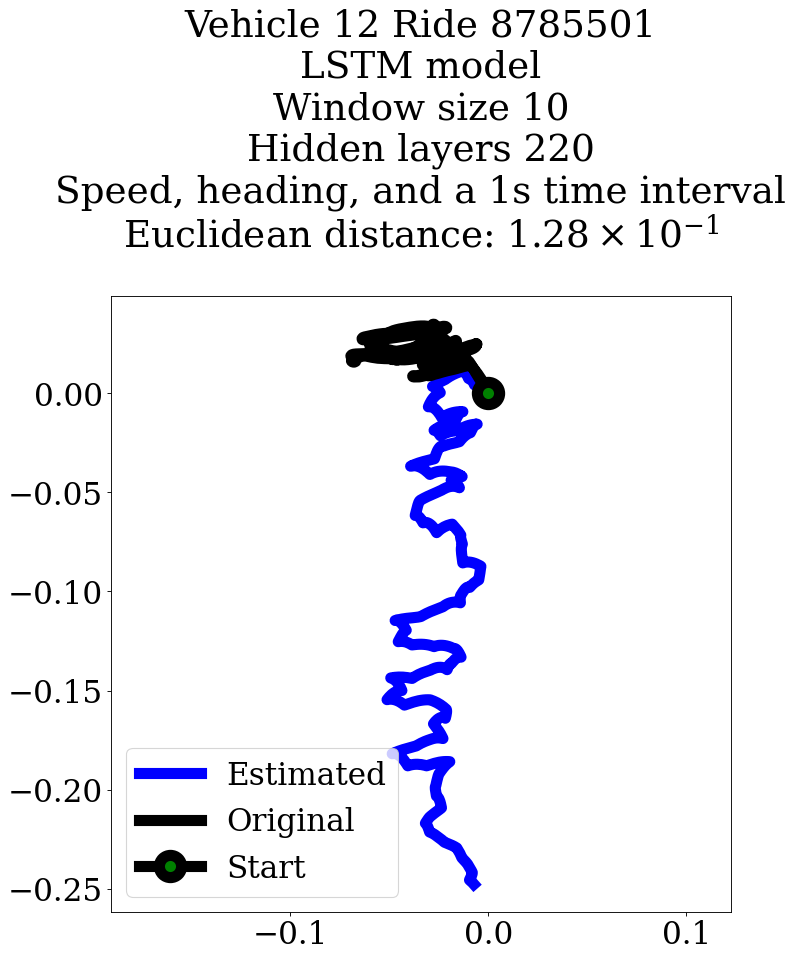 Vehicle 12 Ride 8785501
LSTM model
Window size 10
Hidden layers 220
Speed, heading, and a 1s time interval
Euclidean distance: 1.28 × 10⁻¹
0.00
−0.05
−0.10
−0.15
−0.20
−0.25
Estimated
Original
Start
−0.1 0.0 0.1